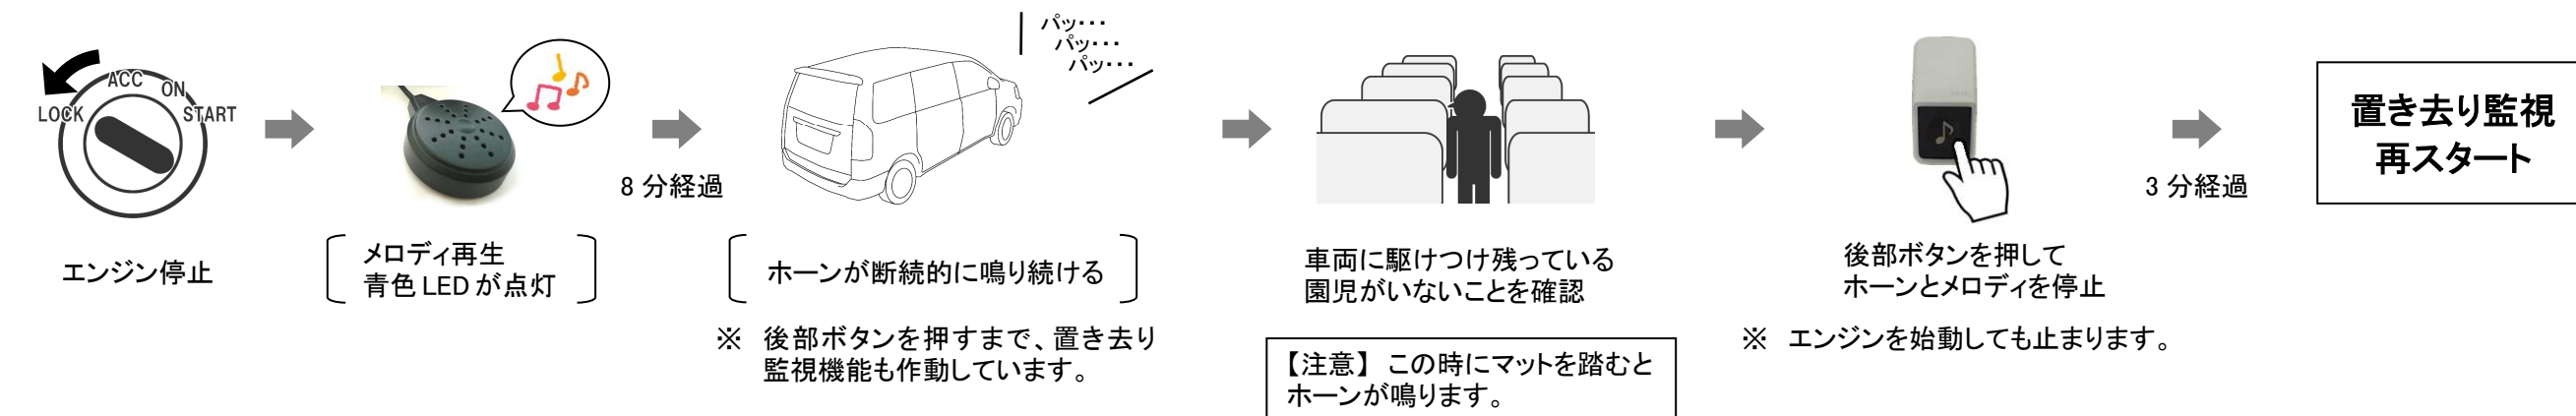 LOCK
ACC
ON
START
エンジン停止
メロディ再生
青色 LED が点灯
8 分経過
パッ・・・
パッ・・・
パッ・・・
ホーンが断続的に鳴り続ける
※ 後部ボタンを押すまで、置き去り
監視機能も作動しています。
車両に駆けつけ残っている
園児がいないことを確認
【注意】 この時にマットを踏むと
ホーンが鳴ります。
後部ボタンを押して
ホーンとメロディを停止
※ エンジンを始動しても止まります。
3 分経過
置き去り監視
再スタート